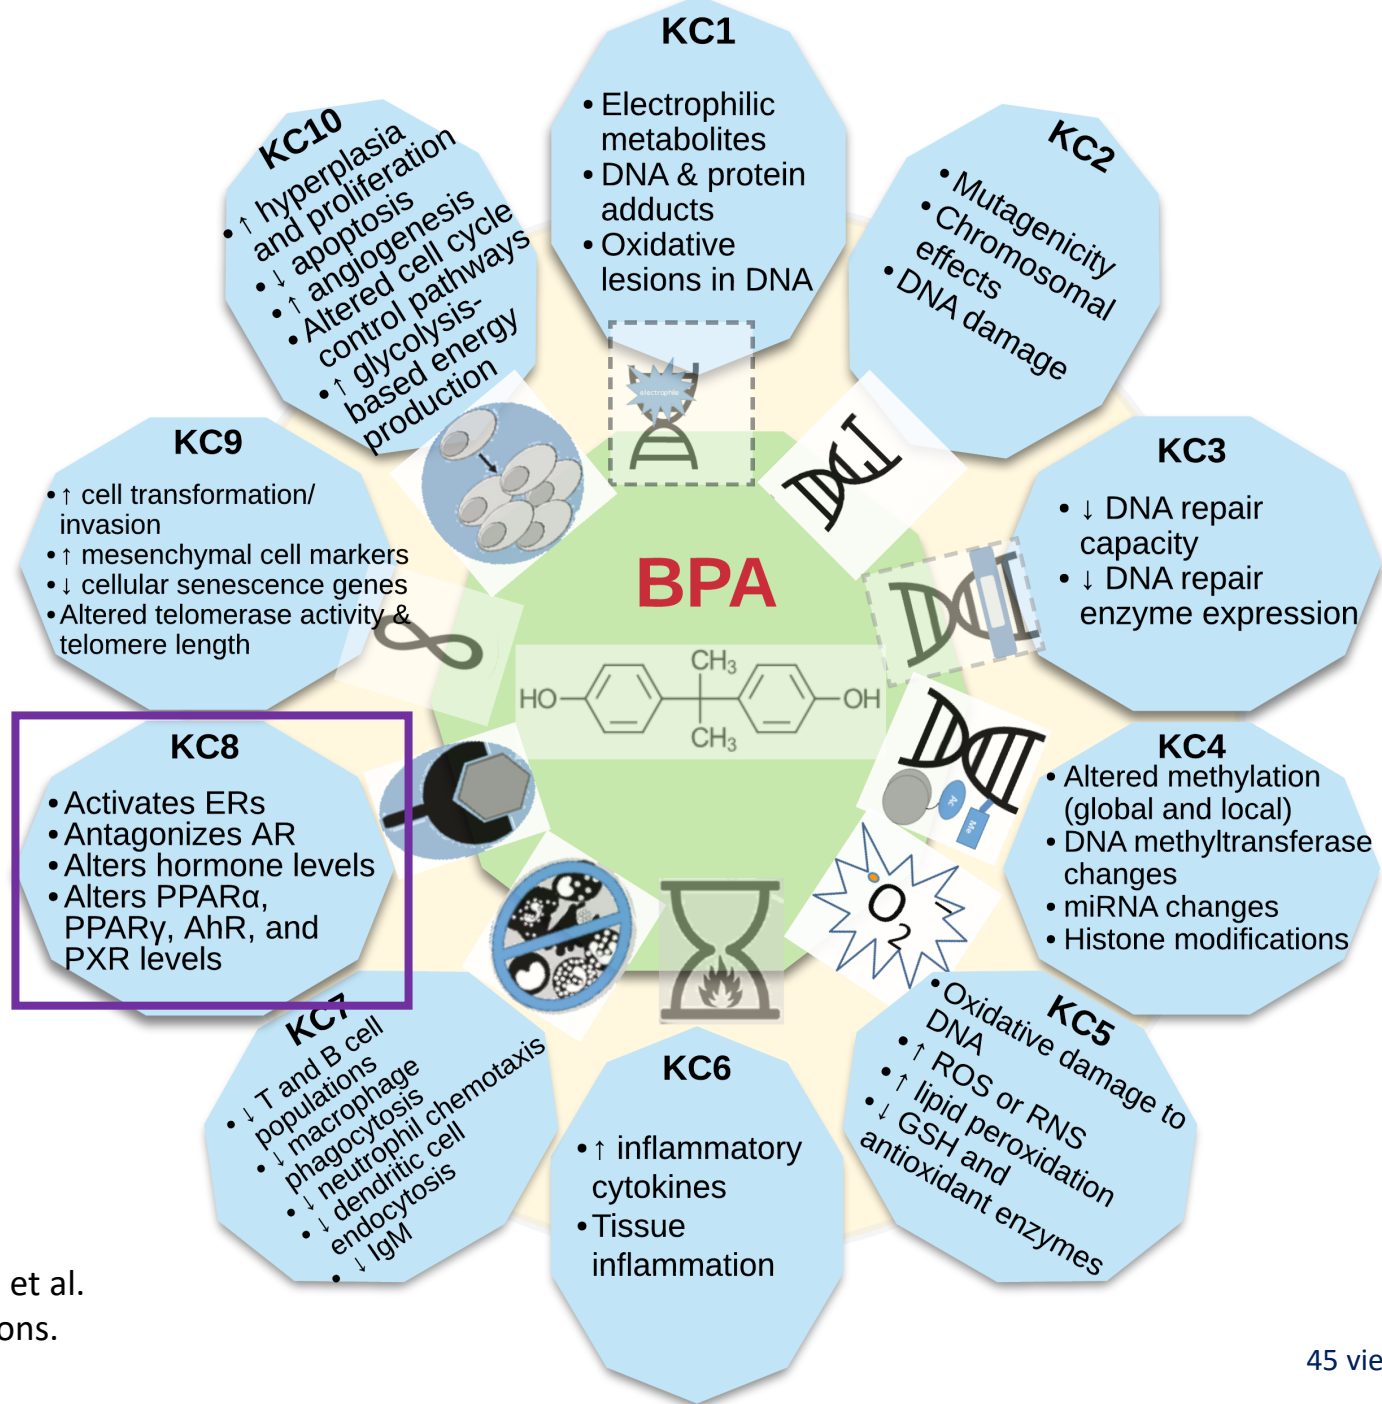 KC1
• Electrophilic
metabolites
• DNA & protein
adducts
• Oxidative
lesions in DNA
KC2
• Mutagenicity
• Chromosomal
effects
• DNA damage
KC3
• ↓ DNA repair
capacity
• ↓ DNA repair
enzyme expression
KC4
• Altered methylation
(global and local)
• DNA methyltransferase
changes
• miRNA changes
• Histone modifications
KC5
• Oxidative damage to
DNA
• ↑ ROS or RNS
• ↑ lipid peroxidation
• ↓ GSH and
antioxidant enzymes
KC6
• ↑ inflammatory
cytokines
• Tissue
inflammation
KC7
• ↓ T and B cell
populations
• ↓ macrophage
phagocytosis
• ↓ neutrophil chemotaxis
• ↓ dendritic cell
endocytosis
• ↓ IgM
KC8
• Activates ERs
• Antagonizes AR
• Alters hormone levels
• Alters PPARα,
PPARγ, AhR, and
PXR levels
KC9
• ↑ cell transformation/
invasion
• ↑ mesenchymal cell markers
• ↓ cellular senescence genes
• Altered telomerase activity &
telomere length
KC10
• ↑ hyperplasia
and proliferation
• ↓ apoptosis
• ↑ angiogenesis
• Altered cell cycle
control pathways
• ↑ glycolysis-
based energy
production
electrophile
BPA
CH3
HO
OH
CH3
Ac
Me
O2
et al.
ons.
45 vie